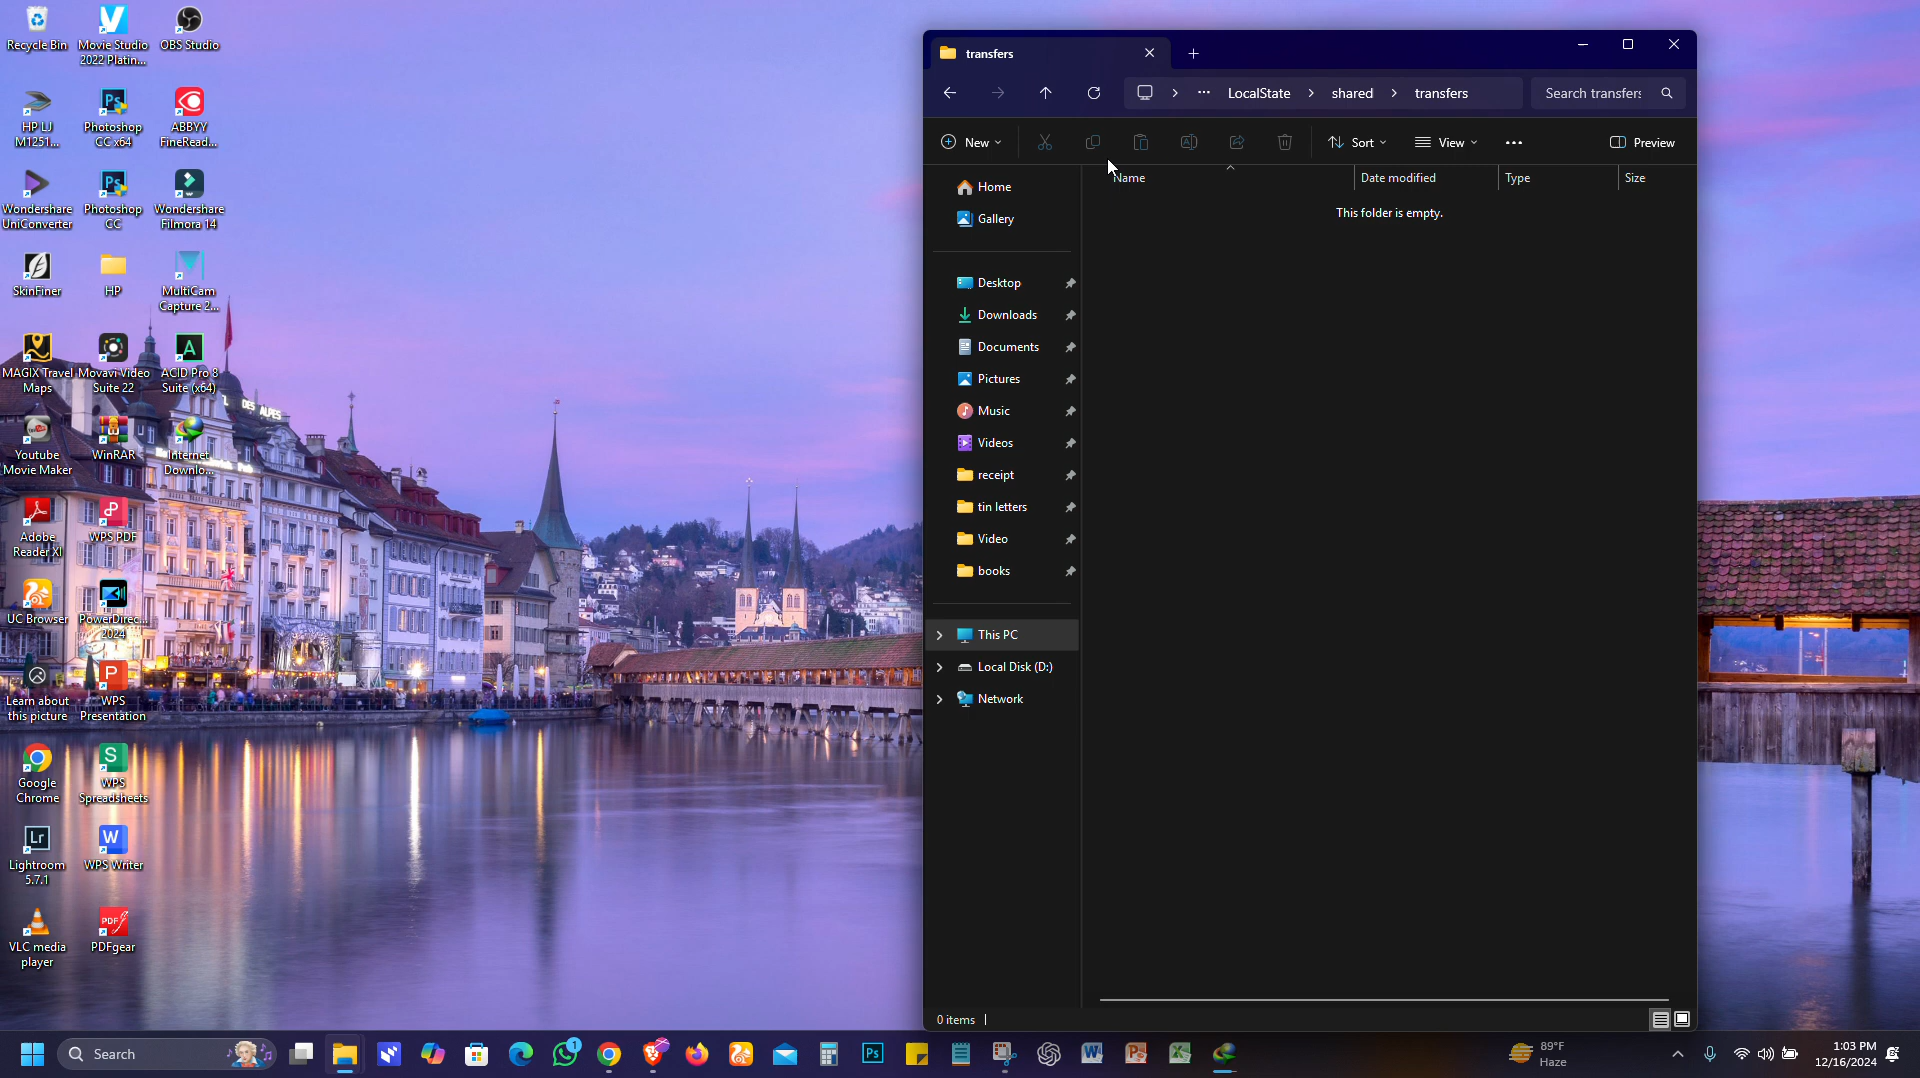 Recycle Bin
Movie Studio
2022 Platin...
OBS Studio
HP LJ
M1251...
Photoshop
CC x64
ABBYY
FineRead...
Wondershare
UniConverter
Photoshop
CC
Wondershare
Filmora 14
SkinFiner
HP
MultiCam
Capture 2...
MAGIX Travel
Maps
Movavi Video
Suite 22
ACID Pro 8
Suite (x64)
DES ALPES
Youtube
Movie Maker
WinRAR
Internet
Downlo...
Adobe
Reader XI
WPS PDF
UC Browser
PowerDirec...
2024
Learn about
this picture
WPS
Presentation
Google
Chrome
WPS
Spreadsheets
Lightroom
5.7.1
WPS Writer
VLC media
player
PDFgear
transfers
LocalState
shared
transfers
Search transfers
New
Sort
View
Preview
Name
Date modified
Type
Size
This folder is empty.
Home
Gallery
Desktop
Downloads
Documents
Pictures
Music
Videos
receipt
tin letters
Video
books
This PC
Local Disk (D:)
Network
0 items
Search
1
89°F
Haze
1:03 PM
12/16/2024